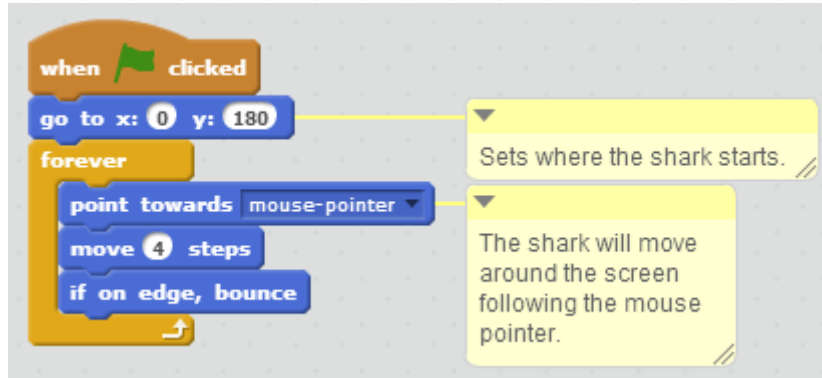 when clicked
go to x: 0 y: 180
Sets where the shark starts.
forever
point towards mouse-pointer
move 4 steps
if on edge, bounce
The shark will move
around the screen
following the mouse
pointer.